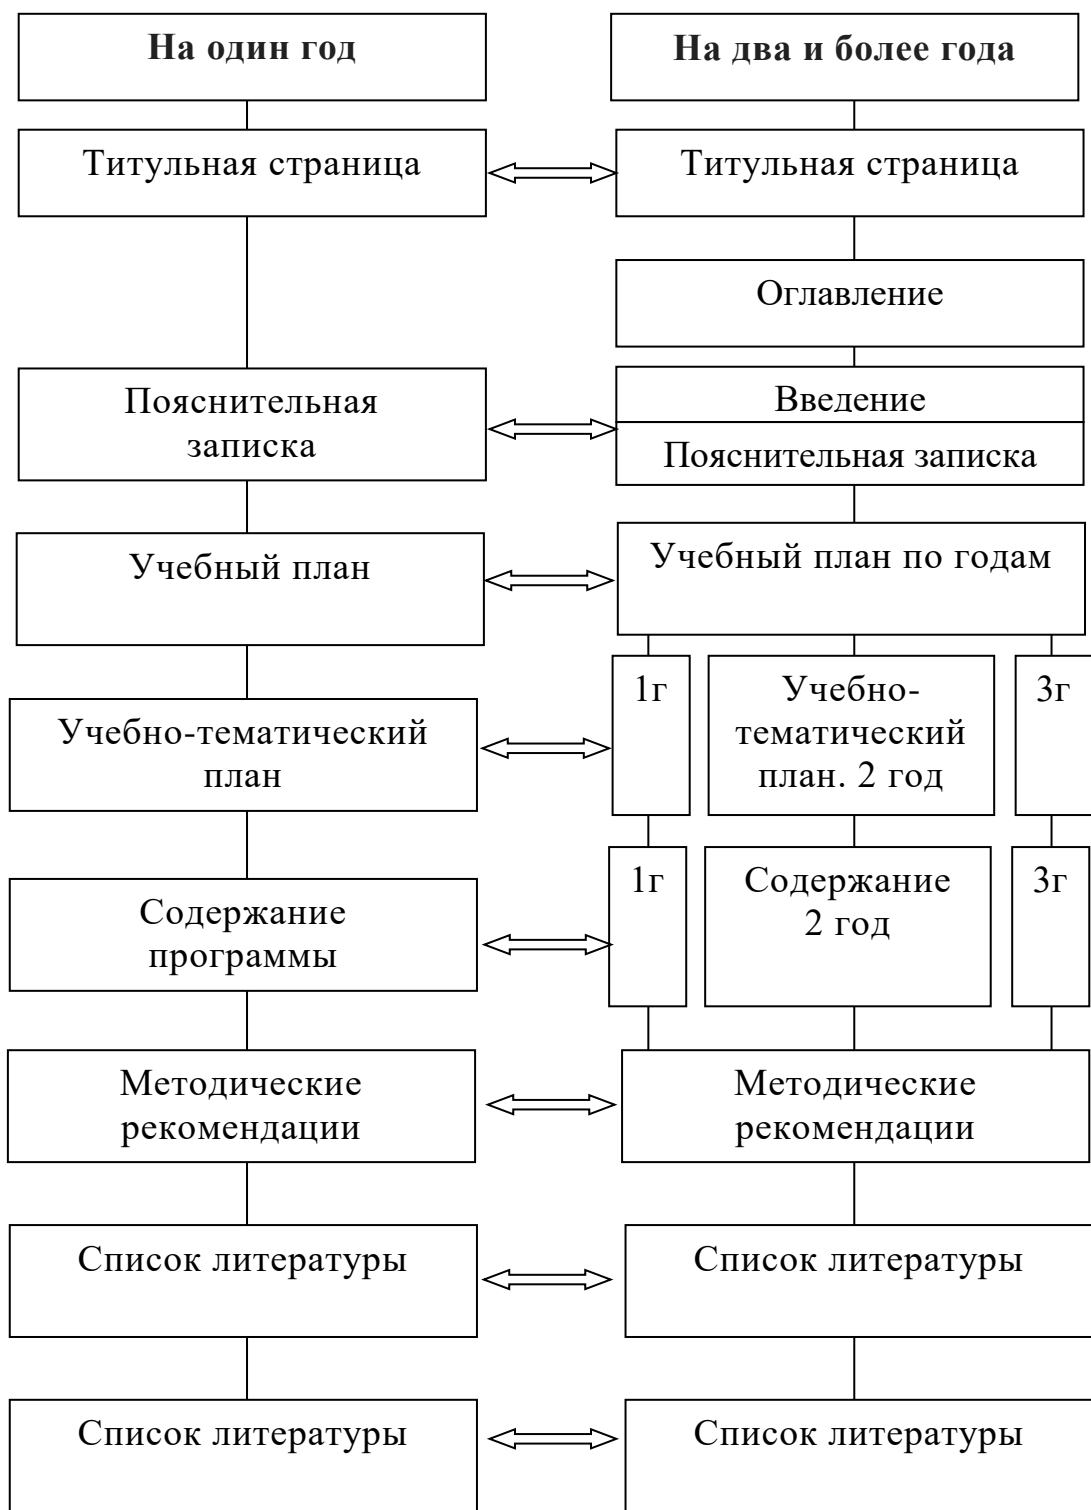 На один год
На два и более года
Титульная страница
Титульная страница
Оглавление
Пояснительная
записка
Введение
Пояснительная записка
Учебный план
Учебный план по годам
Учебно-тематический
план
1г
Учебно-
тематический
план. 2 год
3г
Содержание
программы
1г
Содержание
2 год
3г
Методические
рекомендации
Методические
рекомендации
Список литературы
Список литературы
Список литературы
Список литературы